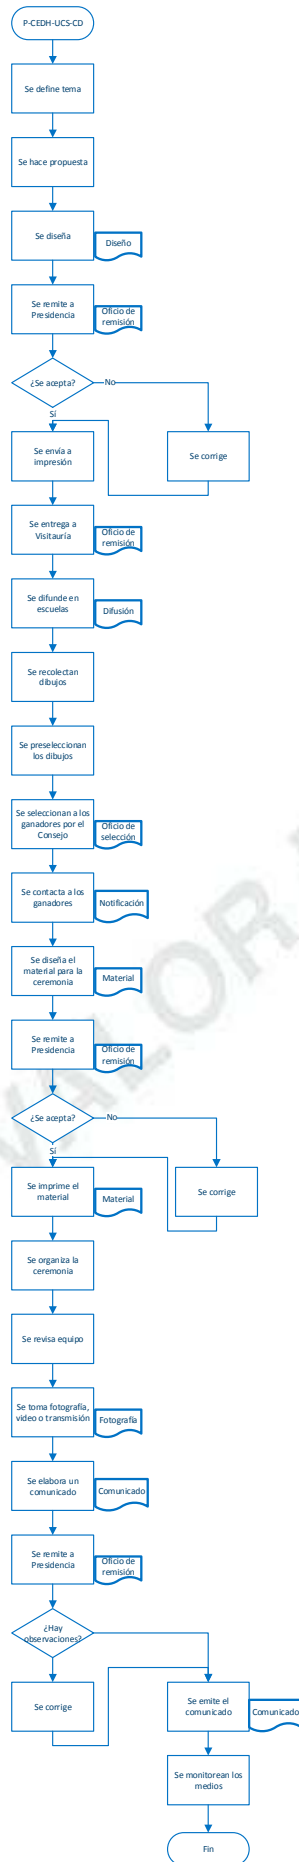 P-CEDH-UCS-CD
Se define tema
Se hace propuesta
Se diseña
Diseño
Se remite a
Presidencia
Oficio de
remisión
¿Se acepta?
No
Sí
Se envía a
impresión
Se corrige
Se entrega a
Visitauría
Oficio de
remisión
Se difunde en
escuelas
Difusión
Se recolectan
dibujos
Se preseleccionan
los dibujos
Se seleccionan a los
ganadores por el
Consejo
Oficio de
selección
Se contacta a los
ganadores
Notificación
Se diseña el
material para la
ceremonia
Material
Se remite a
Presidencia
Oficio de
remisión
¿Se acepta?
No
Sí
Se imprime el
material
Material
Se corrige
Se organiza la
ceremonia
Se revisa equipo
Se toma fotografía,
video o transmisión
Fotografía
Se elabora un
comunicado
Comunicado
Se remite a
Presidencia
Oficio de
remisión
¿Hay
observaciones?
Se corrige
Se emite el
comunicado
Comunicado
Se monitorean los
medios
Fin
VALOR